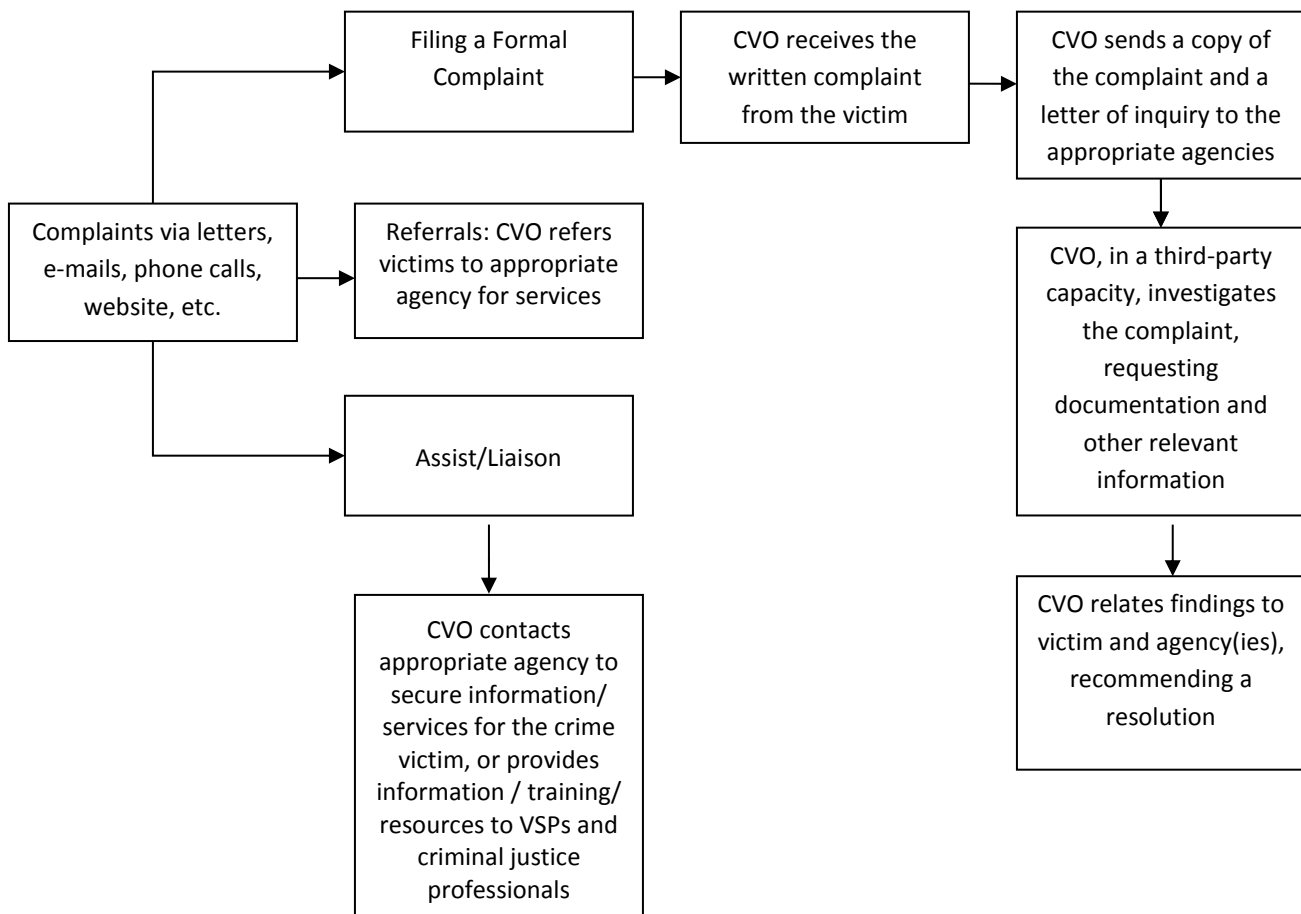 Filing a Formal
Complaint
CVO receives the
written complaint
from the victim
CVO sends a copy of
the complaint and a
letter of inquiry to the
appropriate agencies
Complaints via letters,
e-mails, phone calls,
website, etc.
Referrals: CVO refers
victims to appropriate
agency for services
CVO, in a third-party
capacity, investigates
the complaint,
requesting
documentation and
other relevant
information
Assist/Liaison
CVO contacts
appropriate agency to
secure information/
services for the crime
victim, or provides
information / training/
resources to VSPs and
criminal justice
professionals
CVO relates findings to
victim and agency(ies),
recommending a
resolution